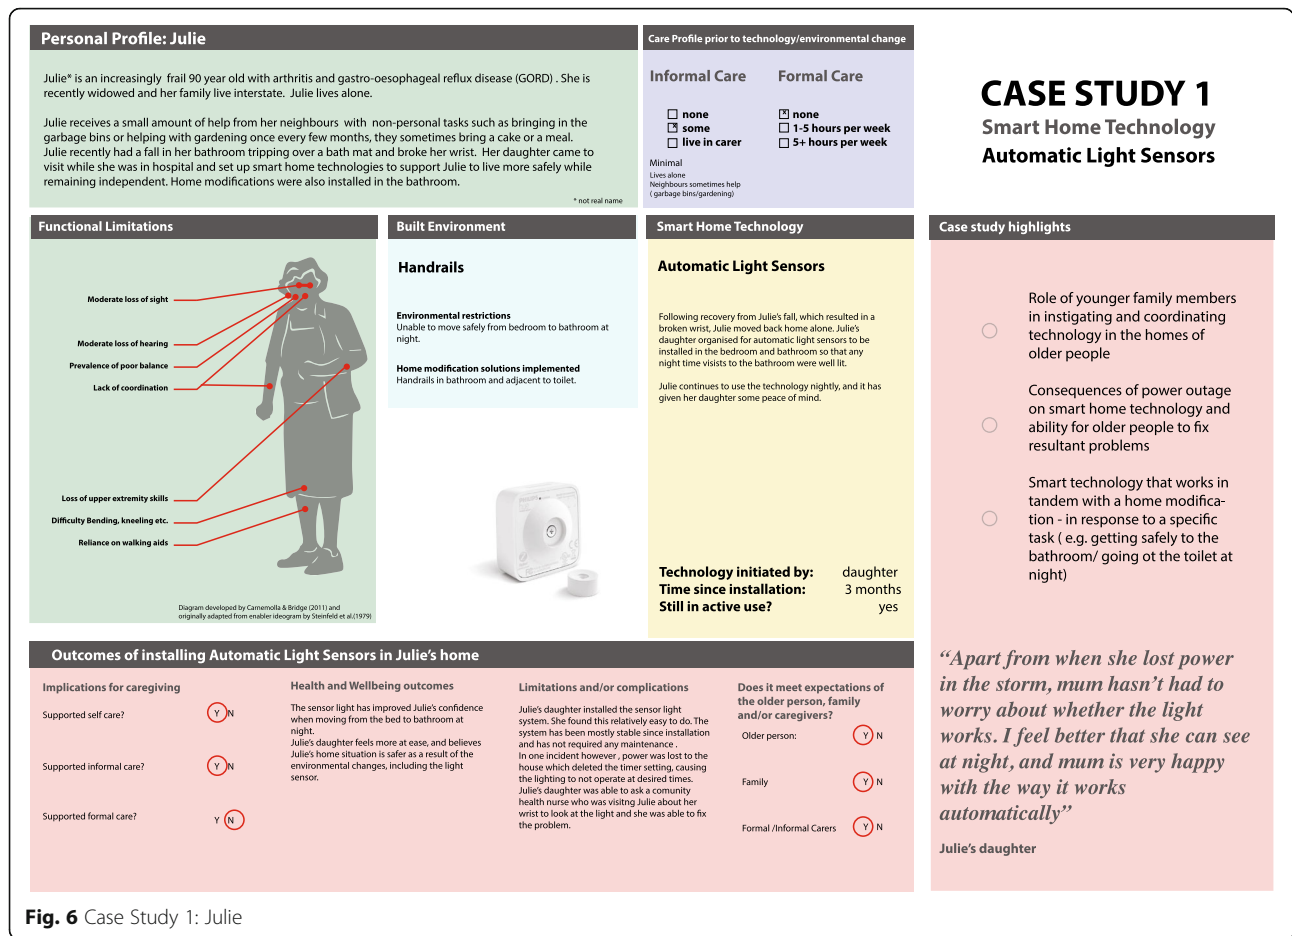 Personal Profile: Julie
Julie* is an increasingly frail 90 year old with arthritis and gastro-oesophageal reflux disease (GORD) . She is
recently widowed and her family live interstate. Julie lives alone.
Julie receives a small amount of help from her neighbours with non-personal tasks such as bringing in the
garbage bins or helping with gardening once every few months, they sometimes bring a cake or a meal.
Julie recently had a fall in her bathroom tripping over a bath mat and broke her wrist. Her daughter came to
visit while she was in hospital and set up smart home technologies to support Julie to live more safely while
remaining independent. Home modifications were also installed in the bathroom.
* not real name
Care Profile prior to technology/environmental change
Informal Care
none
some
live in carer
Minimal
Lives alone
Neighbours sometimes help
( garbage bins/gardening)
Formal Care
none
1-5 hours per week
5+ hours per week
CASE STUDY 1
Smart Home Technology
Automatic Light Sensors
Functional Limitations
Moderate loss of sight
Moderate loss of hearing
Prevalence of poor balance
Lack of coordination
Loss of upper extremity skills
Difficulty Bending, kneeling etc.
Reliance on walking aids
Diagram developed by Carnemolla & Bridge (2011) and
originally adapted from enabler ideogram by Steinfeld et al.(1979)
Built Environment
Handrails
Environmental restrictions
Unable to move safely from bedroom to bathroom at
night.
Home modification solutions implemented
Handrails in bathroom and adjacent to toilet.
Smart Home Technology
Automatic Light Sensors
Following recovery from Julie's fall, which resulted in a
broken wrist, Julie moved back home alone. Julie's
daughter organised for automatic light sensors to be
installed in the bedroom and bathroom so that any
night time visists to the bathroom were well lit.
Julie continues to use the technology nightly, and it has
given her daughter some peace of mind.
Technology initiated by: daughter
Time since installation: 3 months
Still in active use? yes
Case study highlights
Role of younger family members
in instigating and coordinating
technology in the homes of
older people
Consequences of power outage
on smart home technology and
ability for older people to fix
resultant problems
Smart technology that works in
tandem with a home modifica-
tion - in response to a specific
task ( e.g. getting safely to the
bathroom/ going ot the toilet at
night)
“Apart from when she lost power
in the storm, mum hasn’t had to
worry about whether the light
works. I feel better that she can see
at night, and mum is very happy
with the way it works
automatically”
Julie's daughter
Outcomes of installing Automatic Light Sensors in Julie's home
Implications for caregiving
Supported self care? Y N
Supported informal care? Y N
Supported formal care? Y N
Health and Wellbeing outcomes
The sensor light has improved Julie's confidence
when moving from the bed to bathroom at
night.
Julie's daughter feels more at ease, and believes
Julie's home situation is safer as a result of the
environmental changes, including the light
sensor.
Limitations and/or complications
Julie's daughter installed the sensor light
system. She found this relatively easy to do. The
system has been mostly stable since installation
and has not required any maintenance .
In one incident however , power was lost to the
house which deleted the timer setting, causing
the lighting to not operate at desired times.
Julie's daughter was able to ask a comunity
health nurse who was visitng Julie about her
wrist to look at the light and she was able to fix
the problem.
Does it meet expectations of
the older person, family
and/or caregivers?
Older person: Y N
Family Y N
Formal /Informal Carers Y N
Fig. 6 Case Study 1: Julie